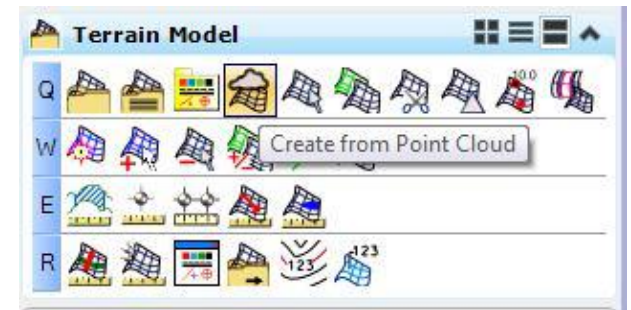 Terrain Model
Q
10.0
W
Create from Point Cloud
E
R
123
123